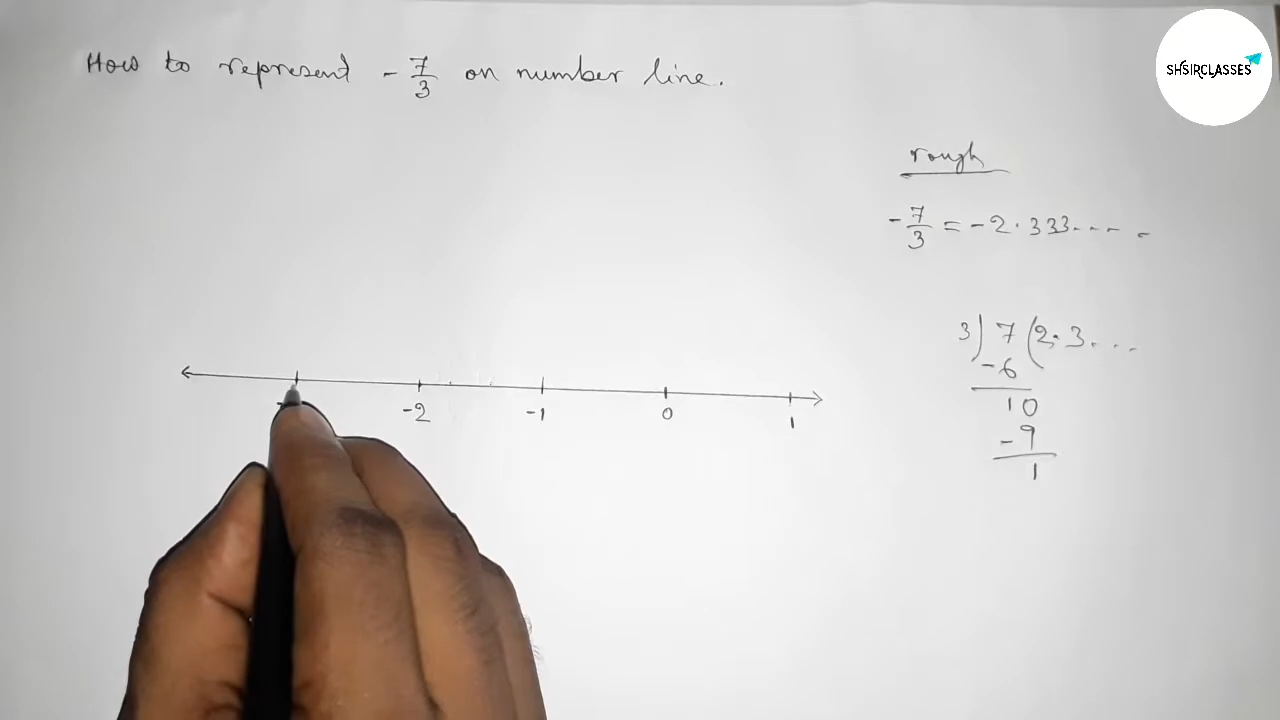 How to represent - 7/3 on number line.
SHSIRCLASSES
rough
- 7/3 = - 2.333.... .
3) 7 (2.3...
- 6
10
- 9
1
-2 -1 0 1